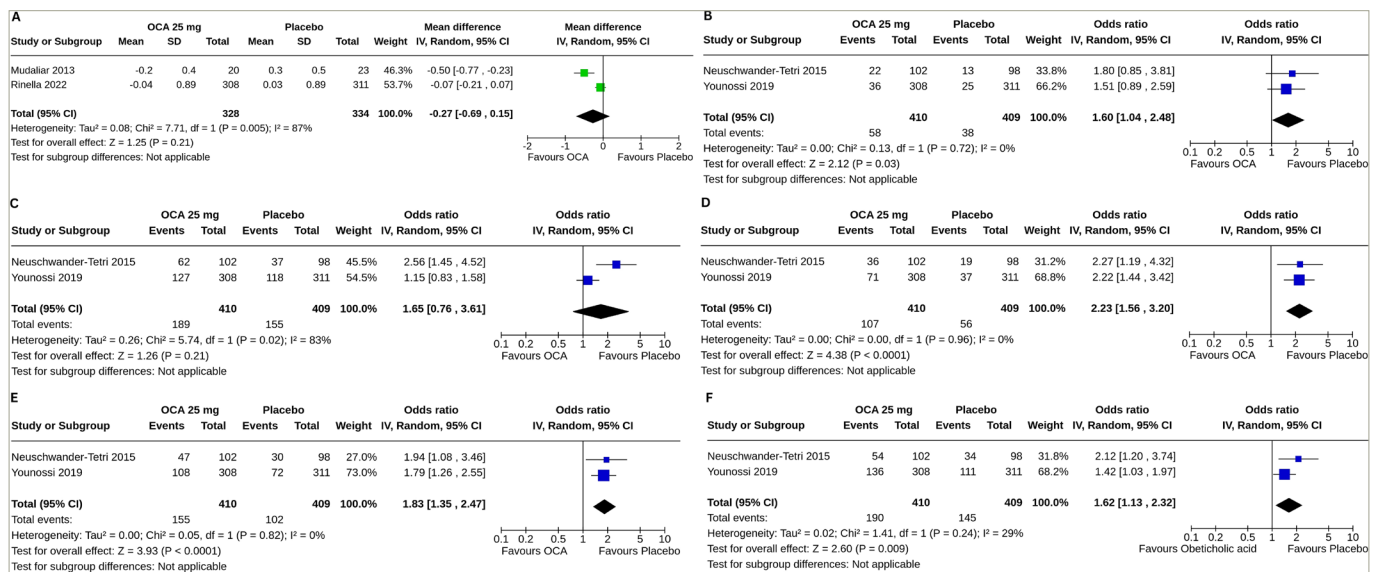 A
OCA 25 mg Placebo Mean difference Mean difference
Study or Subgroup Mean SD Total Mean SD Total Weight IV, Random, 95% CI IV, Random, 95% CI
Mudaliar 2013 -0.2 0.4 20 0.3 0.5 23 46.3% -0.50 [-0.77 , -0.23]
Rinella 2022 -0.04 0.89 308 0.03 0.89 311 53.7% -0.07 [-0.21 , 0.07]
Total (95% CI) 328 334 100.0% -0.27 [-0.69 , 0.15]
Heterogeneity: Tau² = 0.08; Chi² = 7.71, df = 1 (P = 0.005); I² = 87%
Test for overall effect: Z = 1.25 (P = 0.21)
Test for subgroup differences: Not applicable
-2 -1 0 1 2
Favours OCA Favours Placebo
B
OCA 25 mg Placebo Odds ratio Odds ratio
Study or Subgroup Events Total Events Total Weight IV, Random, 95% CI IV, Random, 95% CI
Neuschwander-Tetri 2015 22 102 13 98 33.8% 1.80 [0.85 , 3.81]
Younossi 2019 36 308 25 311 66.2% 1.51 [0.89 , 2.59]
Total (95% CI) 410 409 100.0% 1.60 [1.04 , 2.48]
Total events: 58 38
Heterogeneity: Tau² = 0.00; Chi² = 0.13, df = 1 (P = 0.72); I² = 0%
Test for overall effect: Z = 2.12 (P = 0.03)
Test for subgroup differences: Not applicable
0.1 0.2 0.5 1 2 5 10
Favours OCA Favours Placebo
C
OCA 25 mg Placebo Odds ratio Odds ratio
Study or Subgroup Events Total Events Total Weight IV, Random, 95% CI IV, Random, 95% CI
Neuschwander-Tetri 2015 62 102 37 98 45.5% 2.56 [1.45 , 4.52]
Younossi 2019 127 308 118 311 54.5% 1.15 [0.83 , 1.58]
Total (95% CI) 410 409 100.0% 1.65 [0.76 , 3.61]
Total events: 189 155
Heterogeneity: Tau² = 0.26; Chi² = 5.74, df = 1 (P = 0.02); I² = 83%
Test for overall effect: Z = 1.26 (P = 0.21)
Test for subgroup differences: Not applicable
0.1 0.2 0.5 1 2 5 10
Favours OCA Favours Placebo
D
OCA 25 mg Placebo Odds ratio Odds ratio
Study or Subgroup Events Total Events Total Weight IV, Random, 95% CI IV, Random, 95% CI
Neuschwander-Tetri 2015 36 102 19 98 31.2% 2.27 [1.19 , 4.32]
Younossi 2019 71 308 37 311 68.8% 2.22 [1.44 , 3.42]
Total (95% CI) 410 409 100.0% 2.23 [1.56 , 3.20]
Total events: 107 56
Heterogeneity: Tau² = 0.00; Chi² = 0.00, df = 1 (P = 0.96); I² = 0%
Test for overall effect: Z = 4.38 (P < 0.0001)
Test for subgroup differences: Not applicable
0.1 0.2 0.5 1 2 5 10
Favours OCA Favours Placebo
E
OCA 25 mg Placebo Odds ratio Odds ratio
Study or Subgroup Events Total Events Total Weight IV, Random, 95% CI IV, Random, 95% CI
Neuschwander-Tetri 2015 47 102 30 98 27.0% 1.94 [1.08 , 3.46]
Younossi 2019 108 308 72 311 73.0% 1.79 [1.26 , 2.55]
Total (95% CI) 410 409 100.0% 1.83 [1.35 , 2.47]
Total events: 155 102
Heterogeneity: Tau² = 0.00; Chi² = 0.05, df = 1 (P = 0.82); I² = 0%
Test for overall effect: Z = 3.93 (P < 0.0001)
Test for subgroup differences: Not applicable
0.1 0.2 0.5 1 2 5 10
Favours OCA Favours Placebo
F
OCA 25 mg Placebo Odds ratio Odds ratio
Study or Subgroup Events Total Events Total Weight IV, Random, 95% CI IV, Random, 95% CI
Neuschwander-Tetri 2015 54 102 34 98 31.8% 2.12 [1.20 , 3.74]
Younossi 2019 136 308 111 311 68.2% 1.42 [1.03 , 1.97]
Total (95% CI) 410 409 100.0% 1.62 [1.13 , 2.32]
Total events: 190 145
Heterogeneity: Tau² = 0.02; Chi² = 1.41, df = 1 (P = 0.24); I² = 29%
Test for overall effect: Z = 2.60 (P = 0.009)
Test for subgroup differences: Not applicable
0.1 0.2 0.5 1 2 5 10
Favours Obeticholic acid Favours Placebo